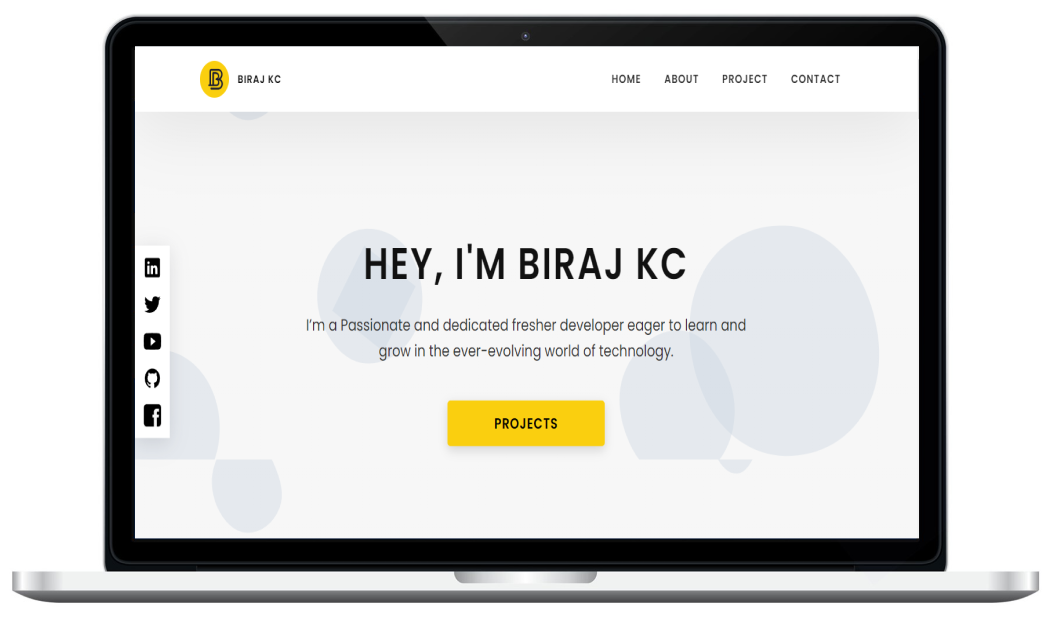 BIRAJ KC
HOME ABOUT PROJECT CONTACT
HEY, I'M BIRAJ KC
I'm a Passionate and dedicated fresher developer eager to learn and
grow in the ever-evolving world of technology.
PROJECTS